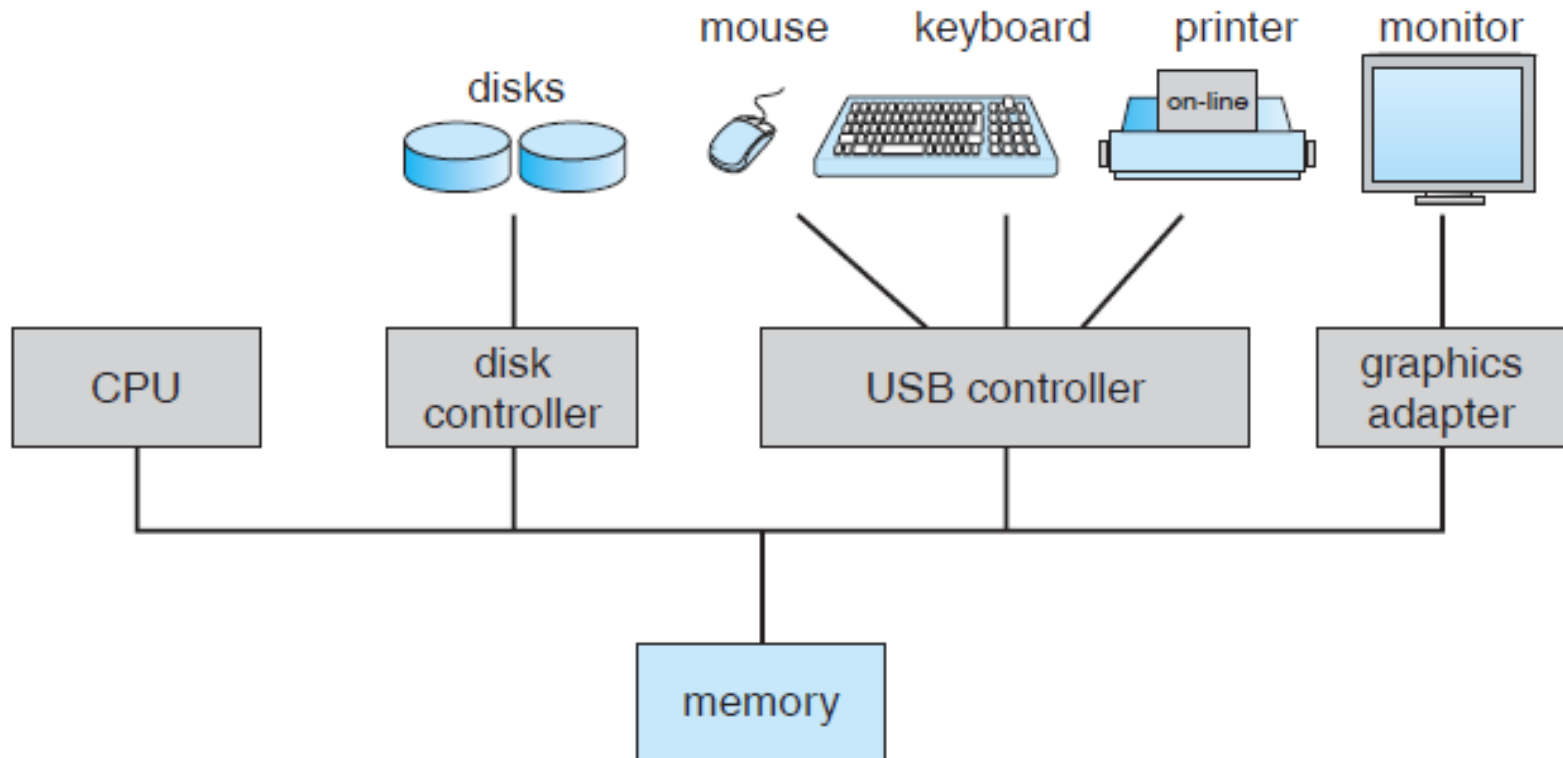 mouse keyboard printer monitor
disks
on-line
CPU
disk
controller
USB controller
graphics
adapter
memory